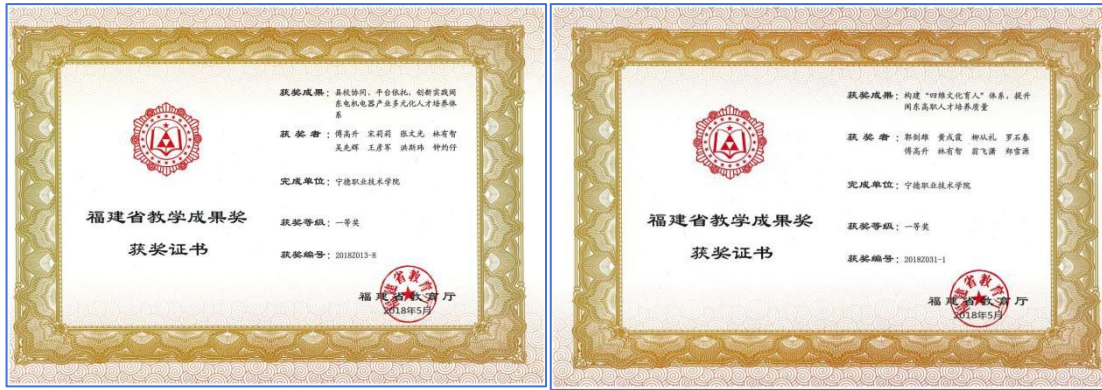 福建省教学成果奖
获奖证书
获奖成果：县校协同、平台依托，创新实践闽
东电机电器产业多元化人才培养体
系
获奖者：傅高升 宋莉莉 张文光 林有智
吴先辉 王彦军 洪斯玮 钟灼仔
完成单位：宁德职业技术学院
获奖等级：一等奖
获奖编号：2018Z013-8
福建省教育厅
2018年5月
福建省教学成果奖
获奖证书
获奖成果：构建“四维文化育人”体系，提升
闽东高职人才培养质量
获奖者：郭剑雄 黄茂霞 柳从礼 罗石春
傅高升 林有智 翁飞潇 郑雪源
完成单位：宁德职业技术学院
获奖等级：一等奖
获奖编号：2018Z031-1
福建省教育厅
2018年5月